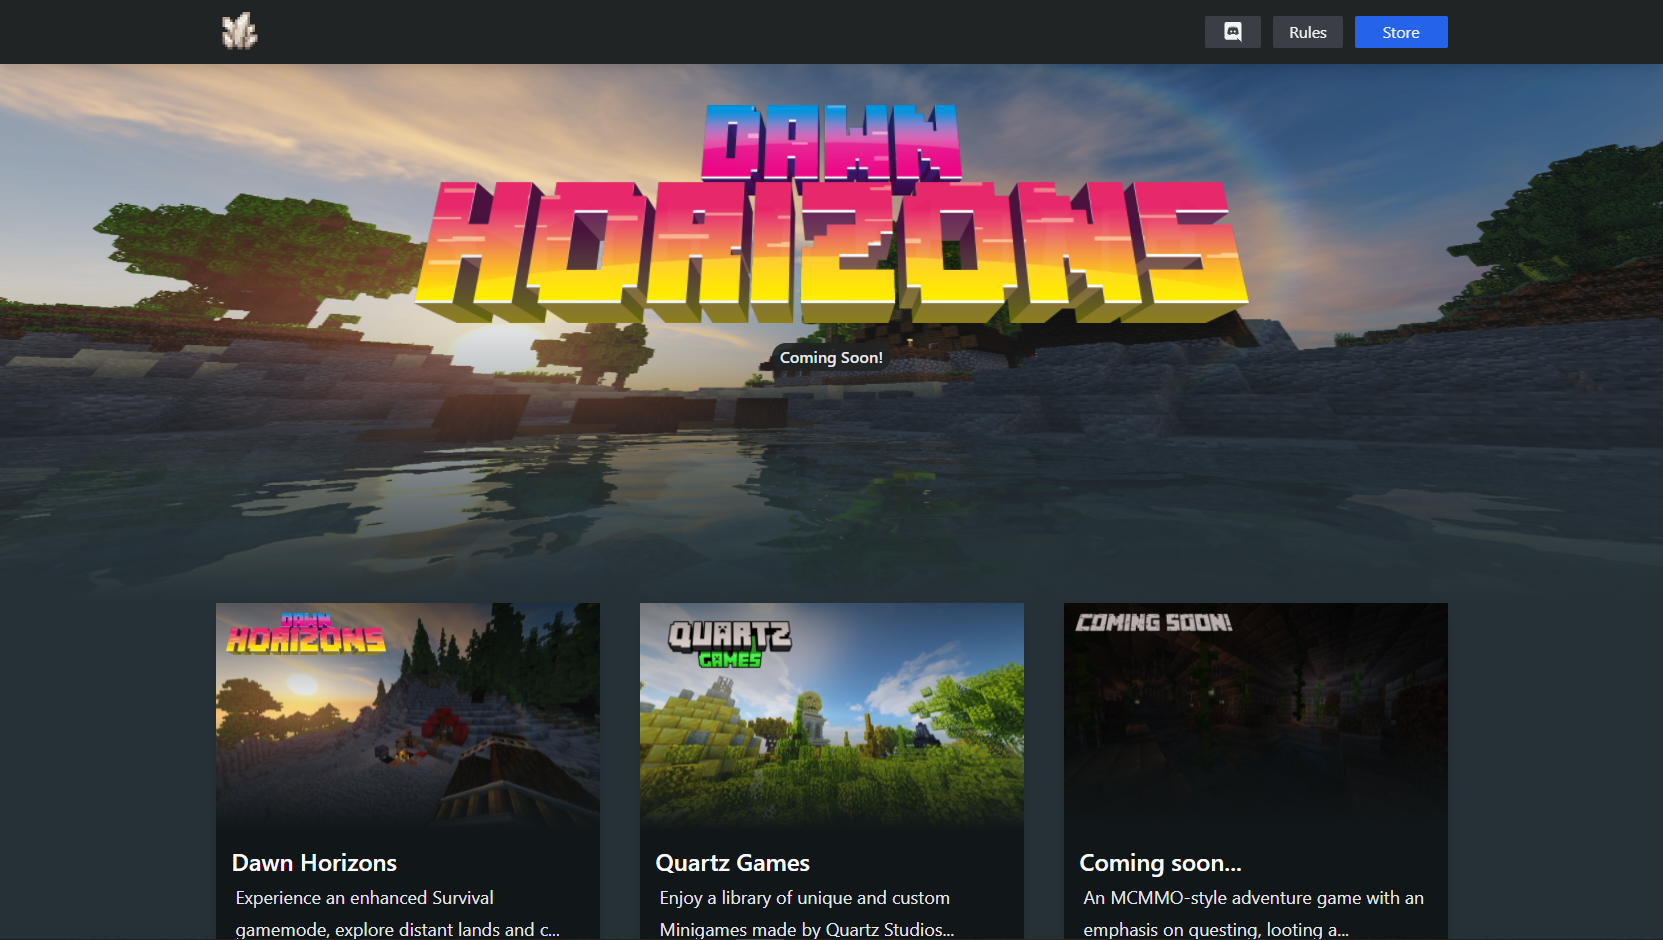 Rules
Store
DAWN
HORIZONS
Coming Soon!
DAWN
HORIZONS
QUARTZ
GAMES
COMING SOON!
Dawn Horizons
Experience an enhanced Survival
gamemode, explore distant lands and c...
Quartz Games
Enjoy a library of unique and custom
Minigames made by Quartz Studios...
Coming soon...
An MCMMO-style adventure game with an
emphasis on questing, looting a...